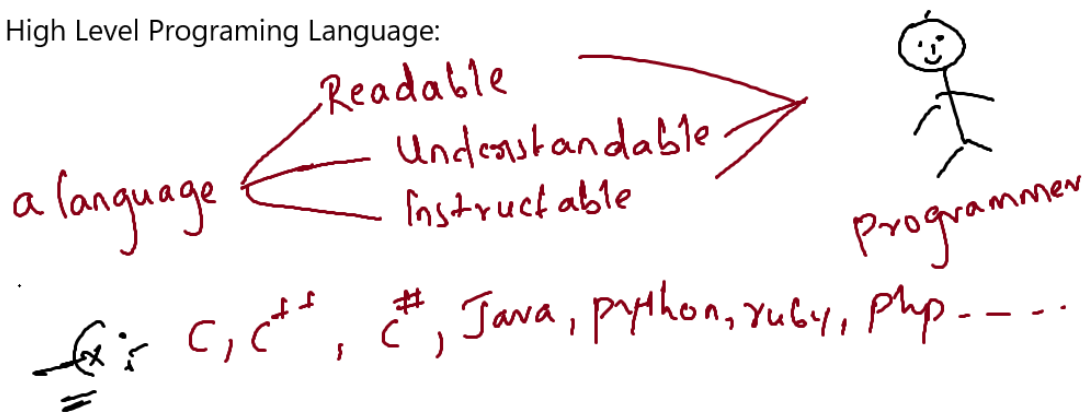 High Level Programing Language:
Readable
Understandable
a language
Instructable
programmer
Ex: C, C++, C#, Java, python, ruby, php-----